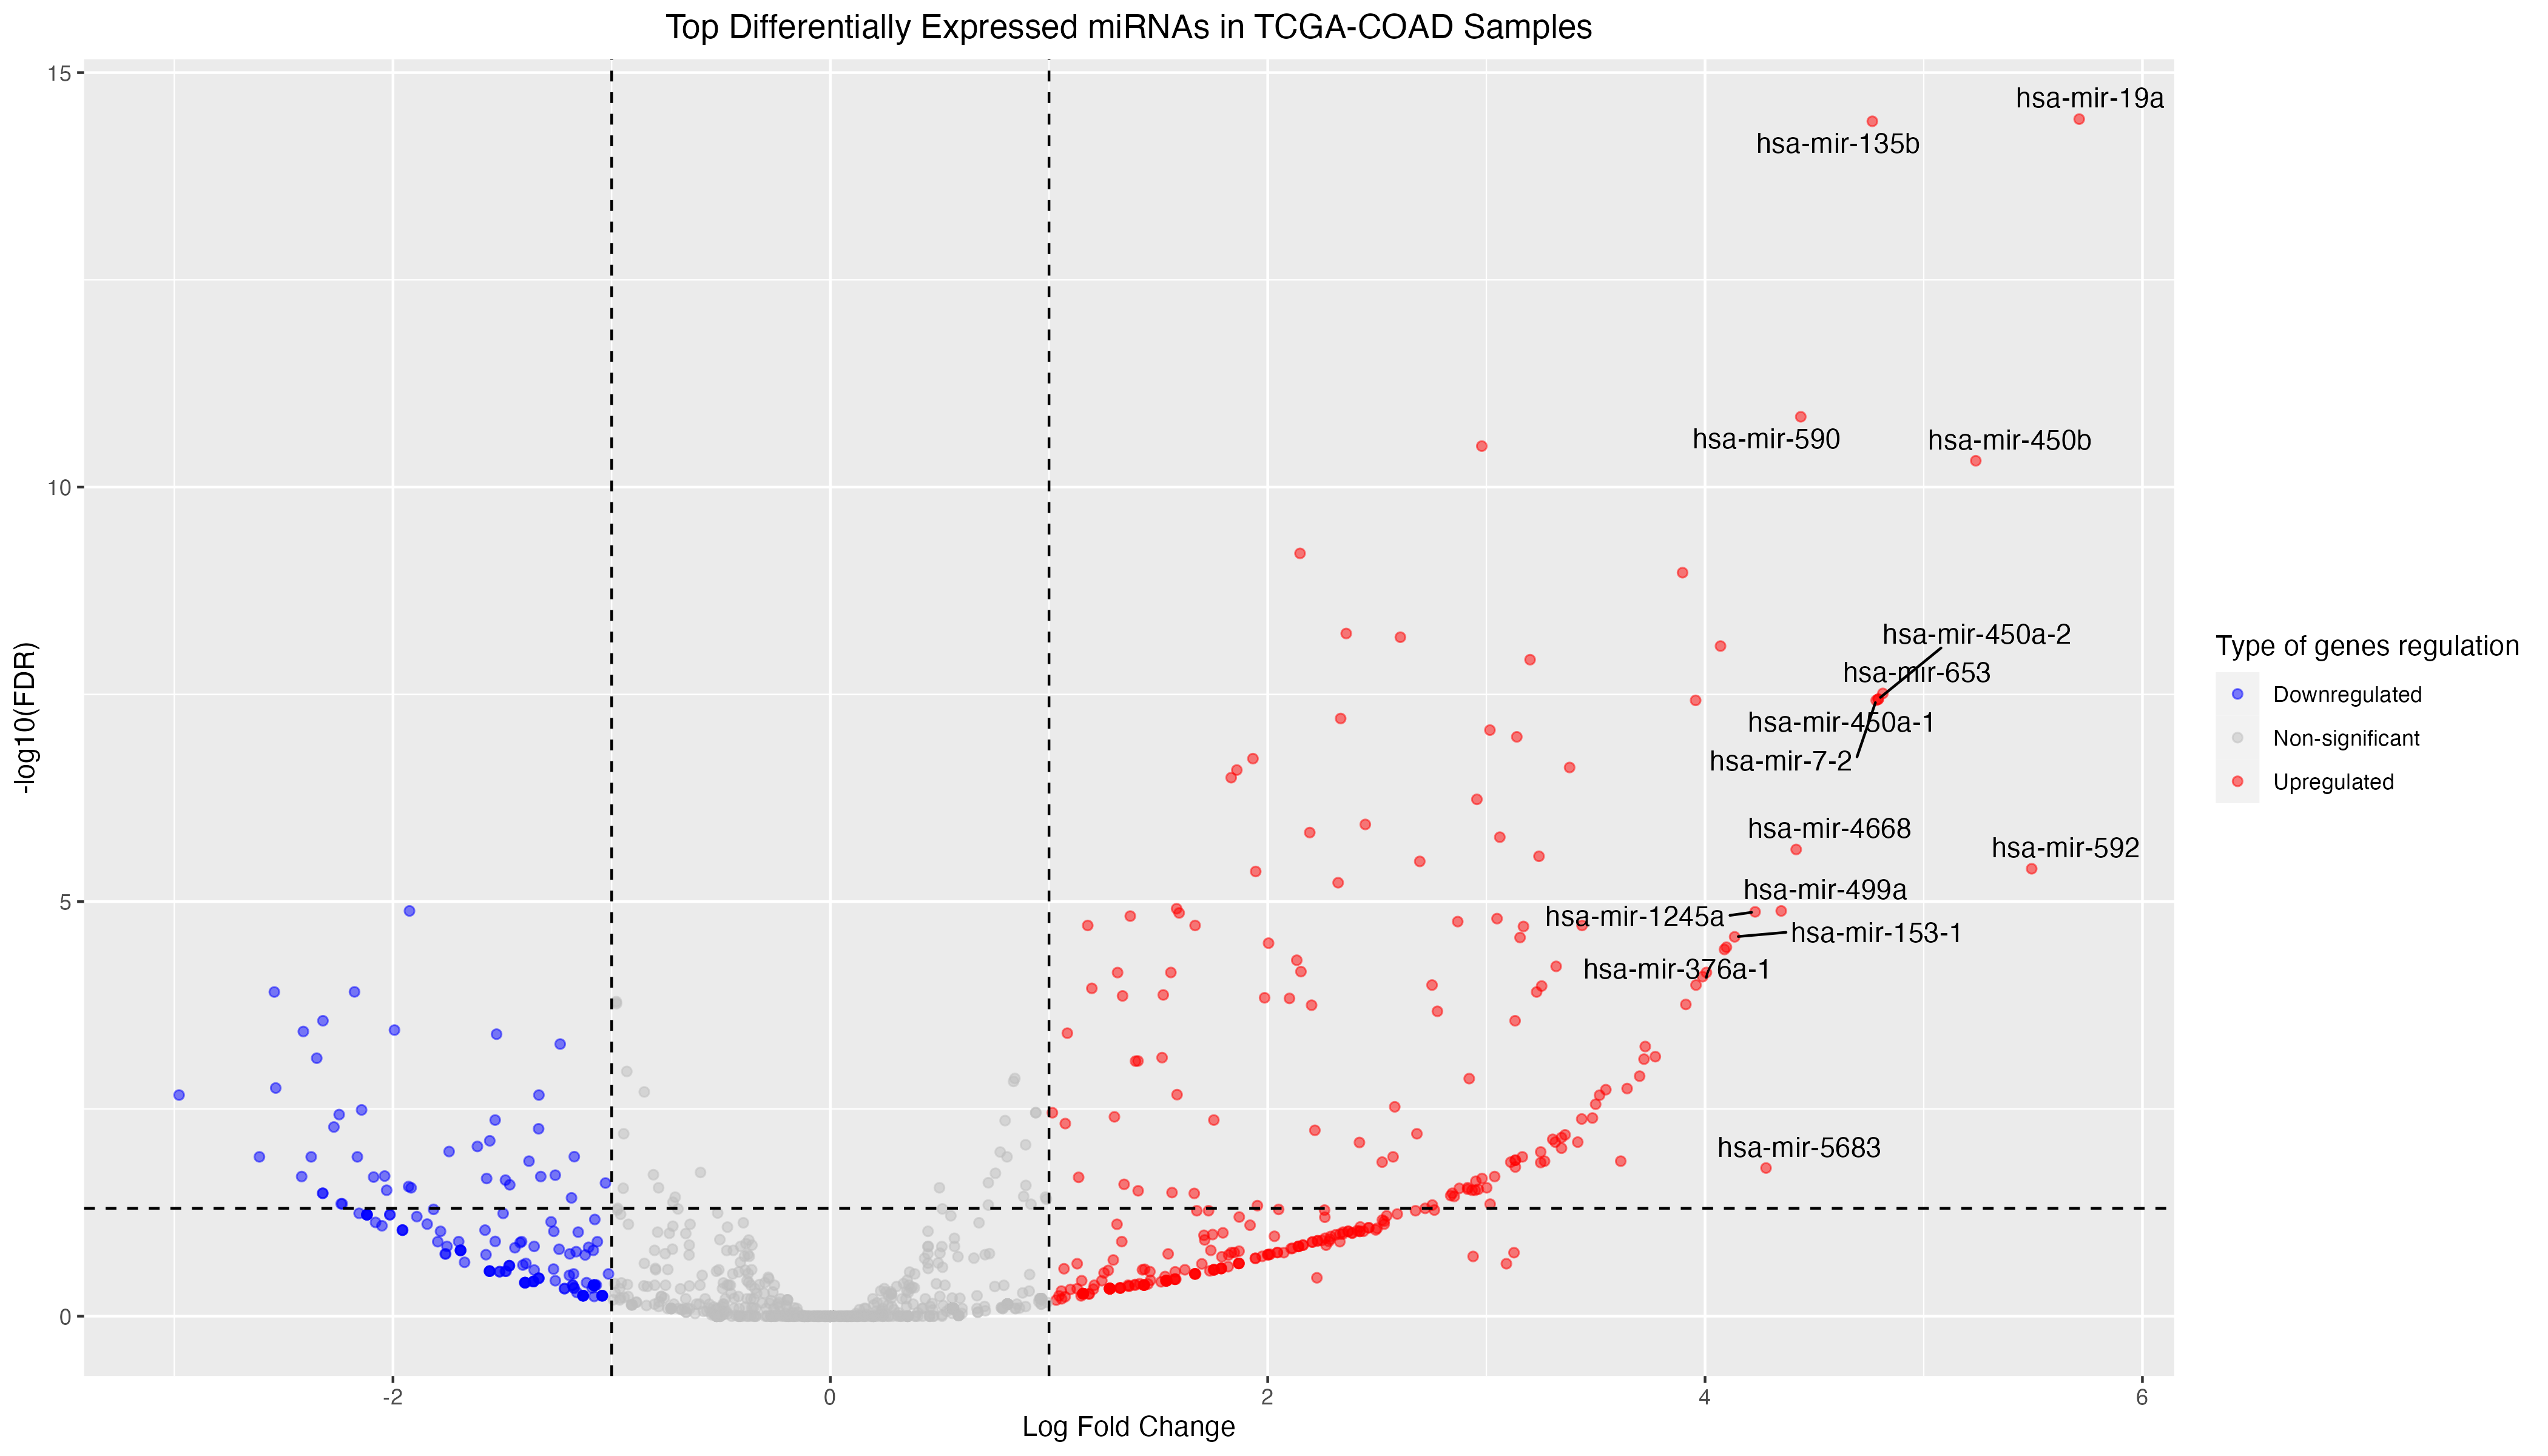 Top Differentially Expressed miRNAs in TCGA-COAD Samples
-log10(FDR)
15
10
5
0
hsa-mir-19a
hsa-mir-135b
hsa-mir-590
hsa-mir-450b
hsa-mir-450a-2
hsa-mir-653
hsa-mir-450a-1
hsa-mir-7-2
hsa-mir-4668
hsa-mir-592
hsa-mir-499a
hsa-mir-1245a
hsa-mir-153-1
hsa-mir-376a-1
hsa-mir-5683
-2
0
2
4
6
Log Fold Change
Type of genes regulation
Downregulated
Non-significant
Upregulated